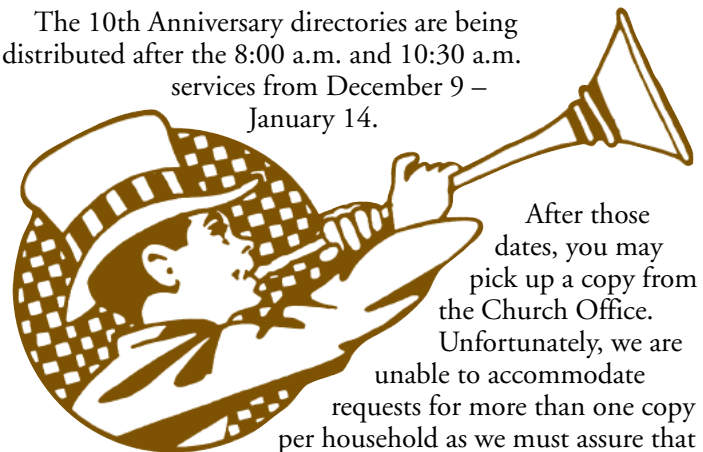 The 10th Anniversary directories are being
distributed after the 8:00 a.m. and 10:30 a.m.
services from December 9 –
January 14.
After those
dates, you may
pick up a copy from
the Church Office.
Unfortunately, we are
unable to accommodate
requests for more than one copy
per household as we must assure that